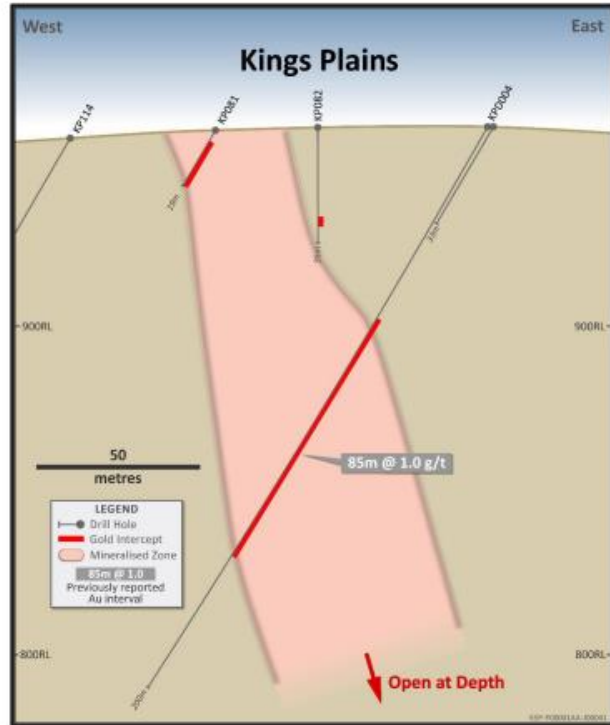 West
East
Kings Plains
KP114
KP081
KP082
KPD004
900RL
900RL
85m @ 1.0 g/t
50
metres
LEGEND
Drill Hole
Gold Intercept
Mineralised Zone
85m @ 1.0
Previously reported
Au interval
800RL
800RL
200m
Open at Depth